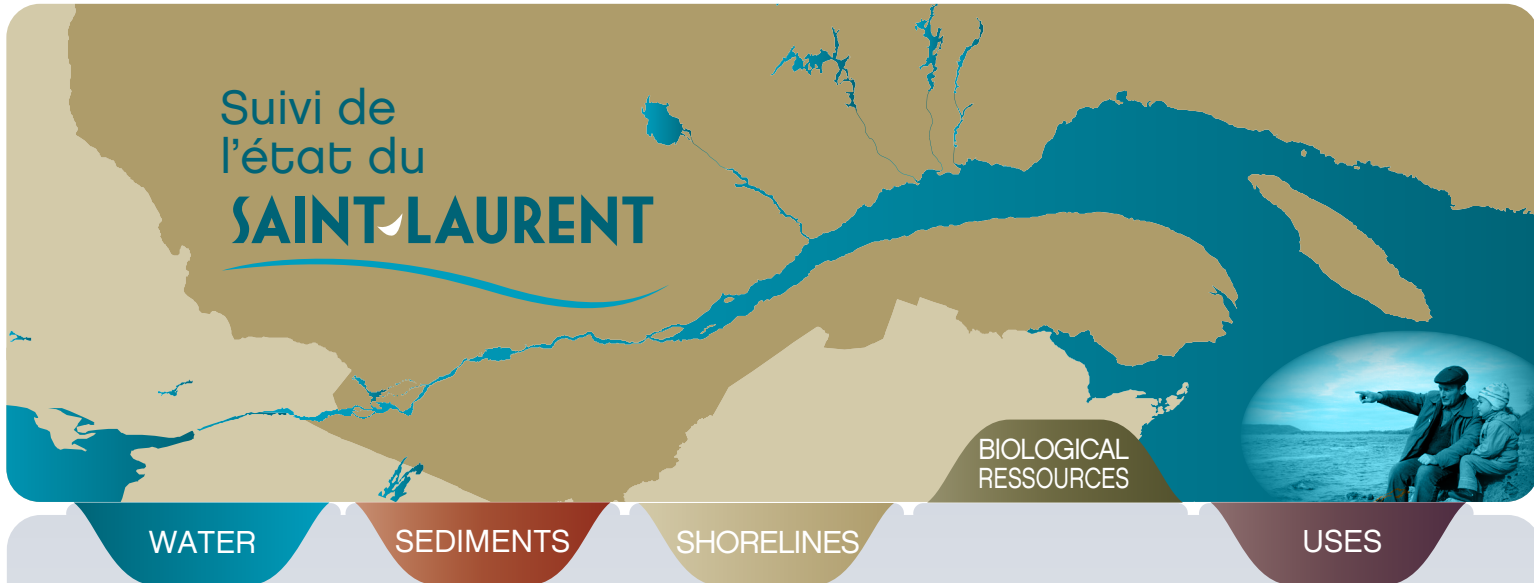 Suivi de
l'état du
SAINT-LAURENT
BIOLOGICAL
RESSOURCES
WATER
SEDIMENTS
SHORELINES
USES